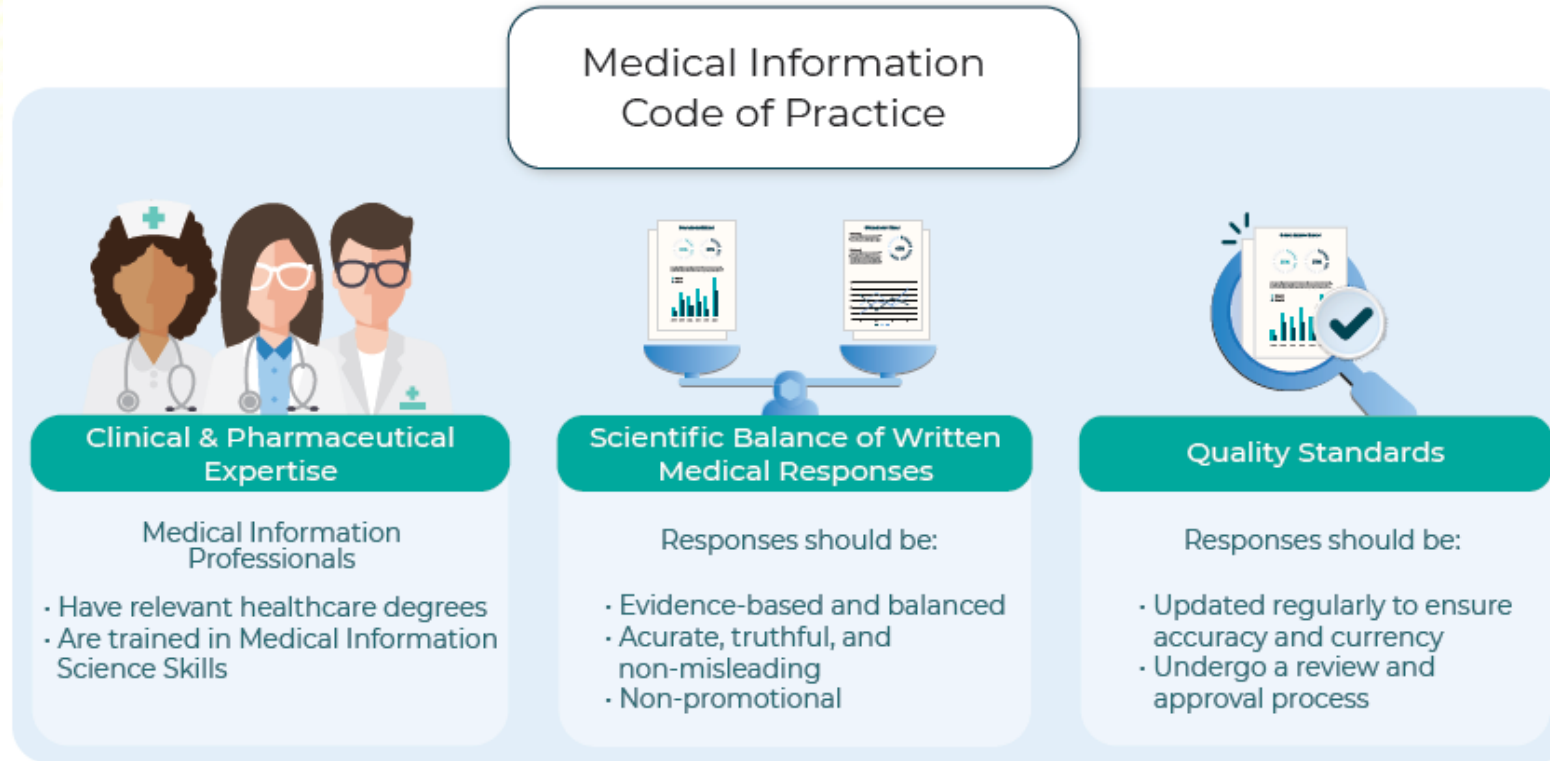 Medical Information
Code of Practice
Clinical & Pharmaceutical
Expertise
Medical Information
Professionals
· Have relevant healthcare degrees
· Are trained in Medical Information
Science Skills
Scientific Balance of Written
Medical Responses
Responses should be:
· Evidence-based and balanced
· Acurate, truthful, and
non-misleading
· Non-promotional
Quality Standards
Responses should be:
· Updated regularly to ensure
accuracy and currency
· Undergo a review and
approval process